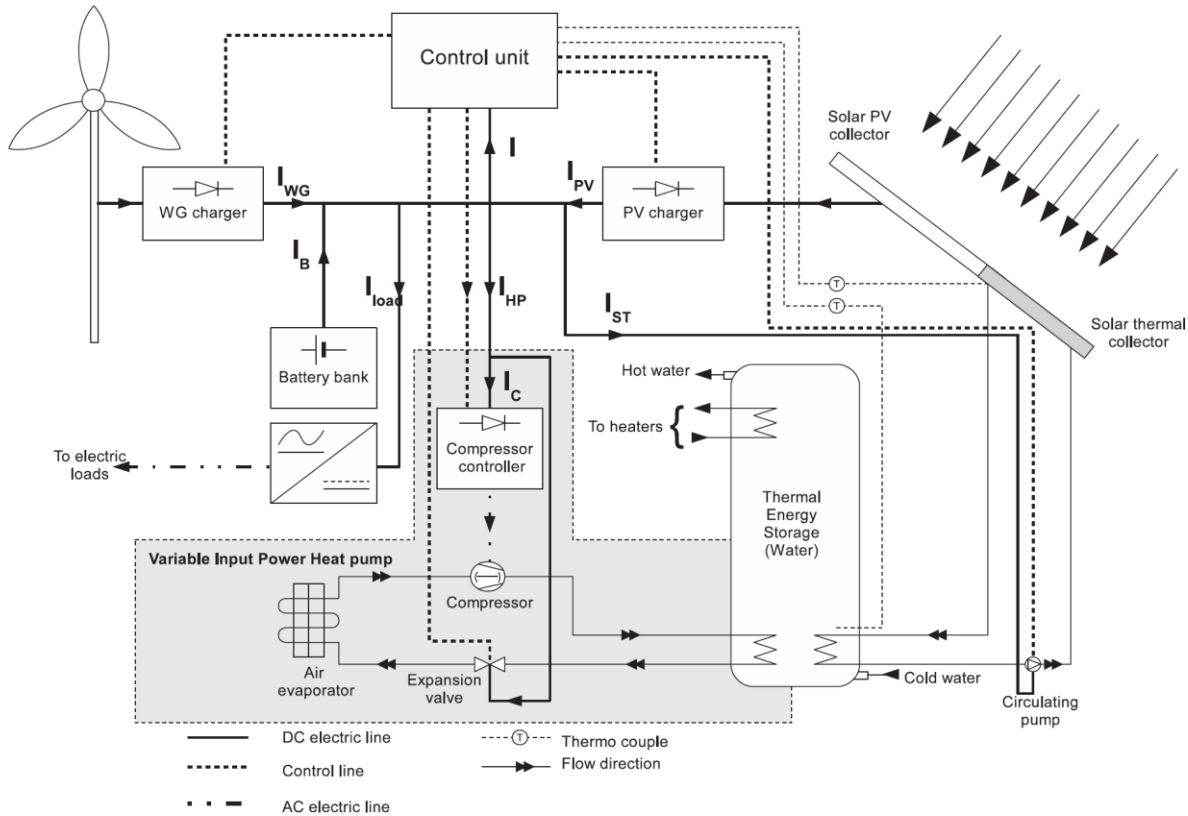 Control unit
Solar PV
collector
I
I_WG
I_PV
WG charger
PV charger
I_B
I_load
I_HP
I_ST
T
T
Solar thermal
collector
Battery bank
I_C
Hot water
To heaters {
Compressor
controller
To electric
loads
Thermal
Energy
Storage
(Water)
Variable Input Power Heat pump
Compressor
Air
evaporator
Expansion
valve
Cold water
Circulating
pump
DC electric line
Control line
AC electric line
T
Thermo couple
Flow direction